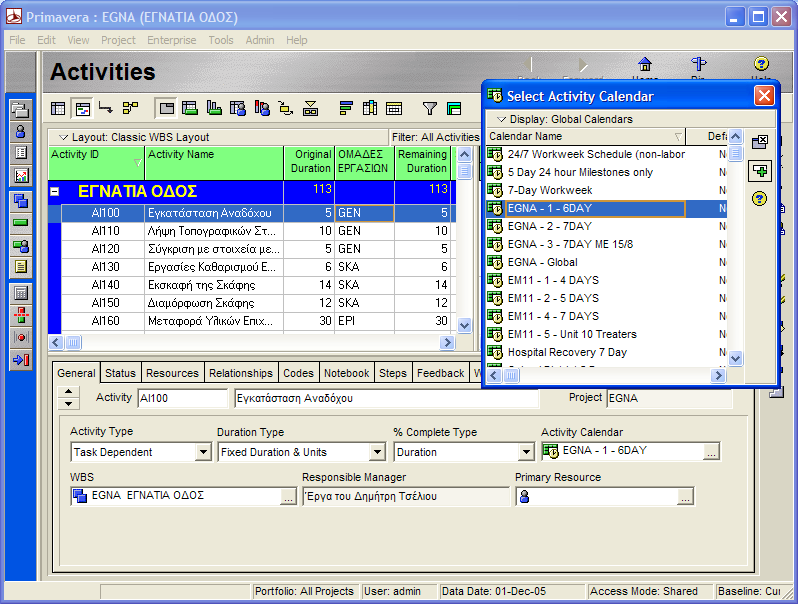 Primavera : EGNA (ΕΓΝΑΤΙΑ ΟΔΟΣ)
File Edit View Project Enterprise Tools Admin Help
Activities
Layout: Classic WBS Layout
Filter: All Activities
Activity ID
Activity Name
Original Duration
ΟΜΑΔΕΣ ΕΡΓΑΣΙΩΝ
Remaining Duration
ΕΓΝΑΤΙΑ ΟΔΟΣ 113 113
AI100 Εγκατάσταση Αναδόχου 5 GEN 5
AI110 Λήψη Τοπογραφικών Στ... 10 GEN 10
AI120 Σύγκριση με στοιχεία με... 5 GEN 5
AI130 Εργασίες Καθαρισμού Ε... 6 SKA 6
AI140 Εκσκαφή της Σκάφης 14 SKA 14
AI150 Διαμόρφωση Σκάφης 12 SKA 12
AI160 Μεταφορά Υλικών Επιχ... 30 EPI 30
Select Activity Calendar
Display: Global Calendars
Calendar Name
24/7 Workweek Schedule (non-labor
5 Day 24 hour Milestones only
7-Day Workweek
EGNA - 1 - 6DAY
EGNA - 2 - 7DAY
EGNA - 3 - 7DAY ME 15/8
EGNA - Global
EM11 - 1 - 4 DAYS
EM11 - 2 - 5 DAYS
EM11 - 4 - 7 DAYS
EM11 - 5 - Unit 10 Treaters
Hospital Recovery 7 Day
General Status Resources Relationships Codes Notebook Steps Feedback
Activity AI100 Εγκατάσταση Αναδόχου Project EGNA
Activity Type Duration Type % Complete Type Activity Calendar
Task Dependent Fixed Duration & Units Duration EGNA - 1 - 6DAY ...
WBS Responsible Manager Primary Resource
EGNA ΕΓΝΑΤΙΑ ΟΔΟΣ ... Έργα του Δημήτρη Τσέλιου ...
Portfolio: All Projects User: admin Data Date: 01-Dec-05 Access Mode: Shared Baseline: Cur